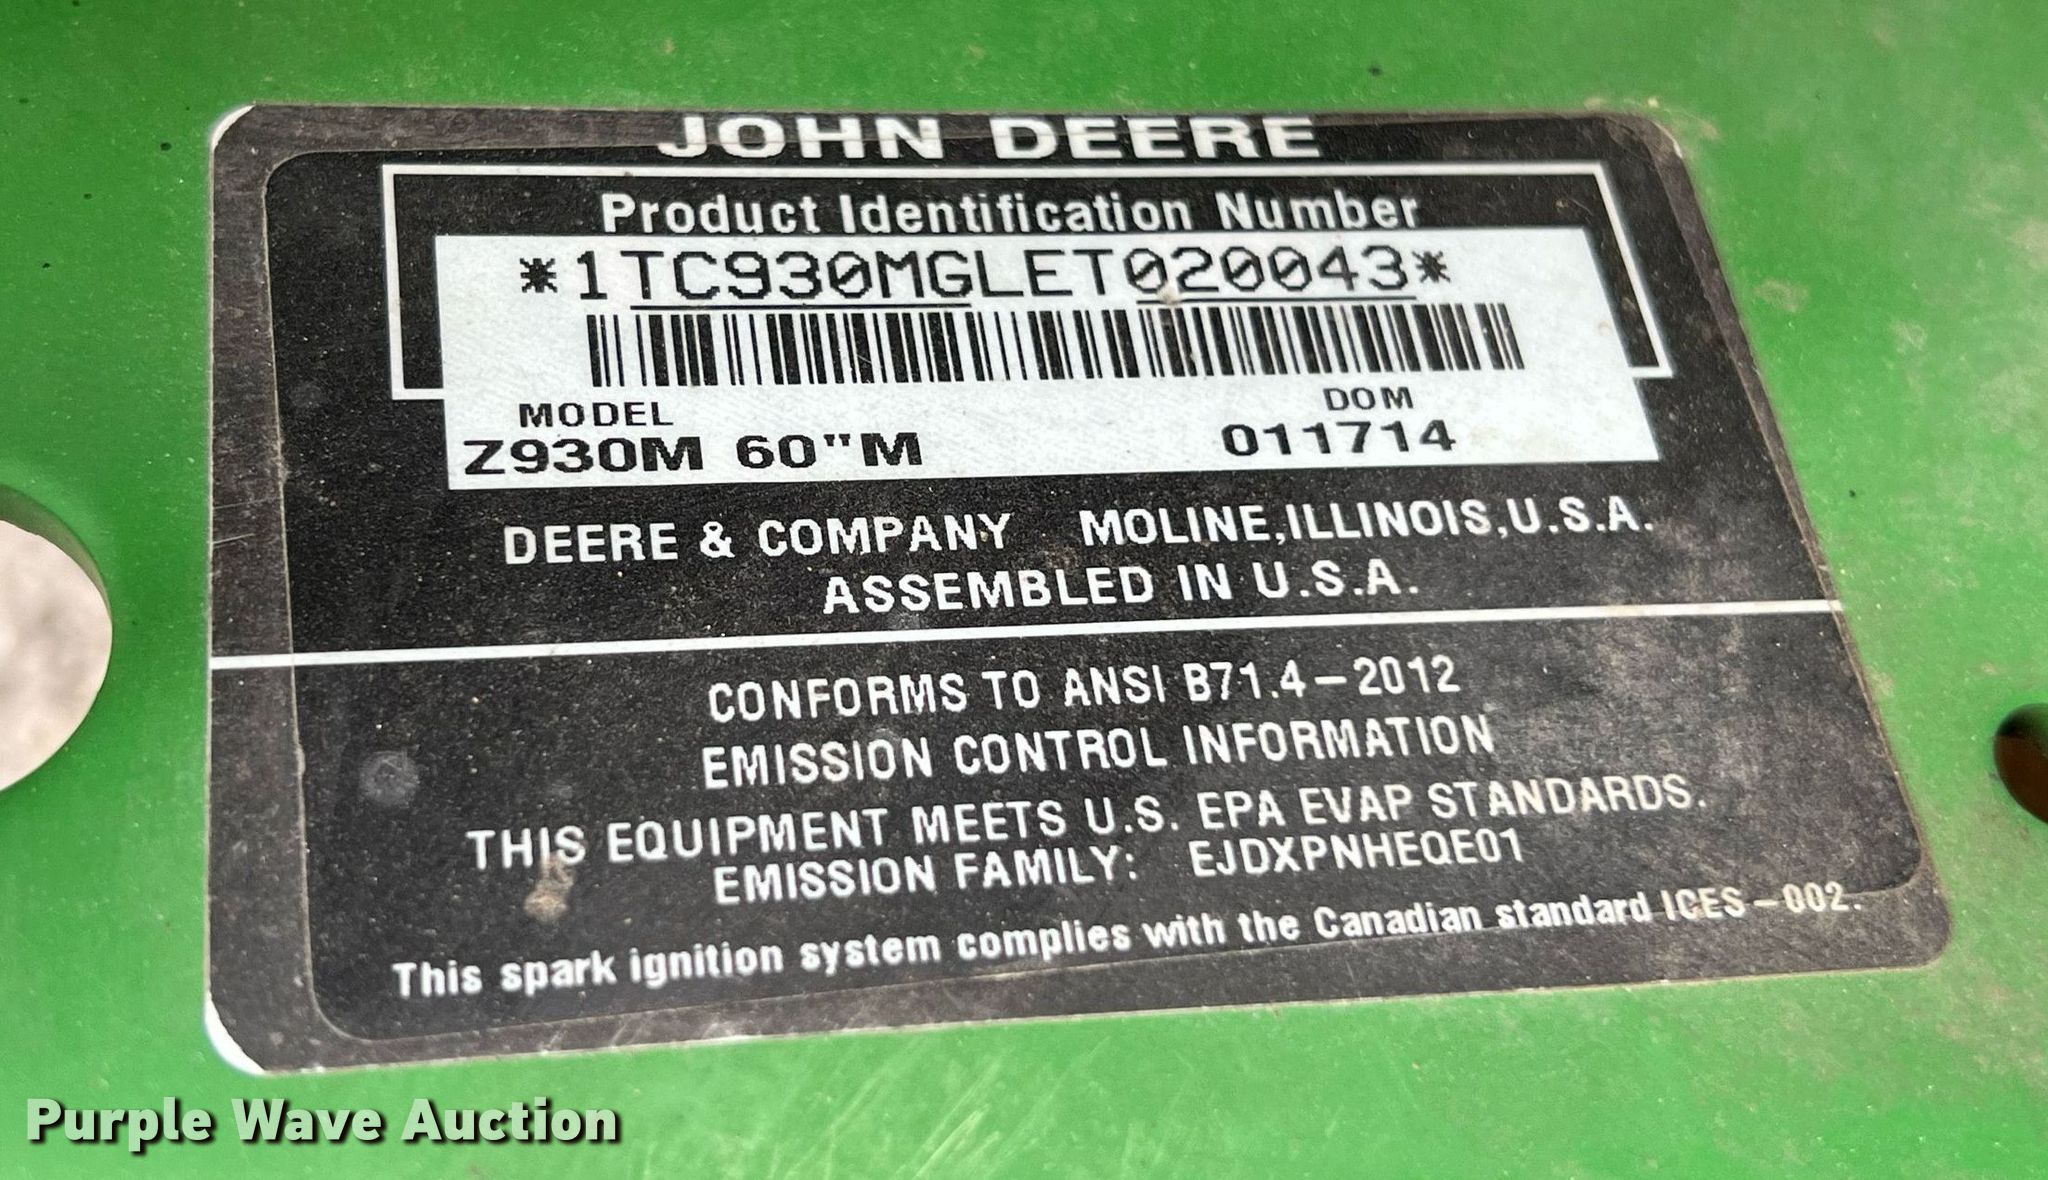 JOHN DEERE
Product Identification Number
*1TC930MGLET020043*
MODEL DOM
Z930M 60"M 011714
DEERE & COMPANY MOLINE,ILLINOIS,U.S.A.
ASSEMBLED IN U.S.A.
CONFORMS TO ANSI B71.4-2012
EMISSION CONTROL INFORMATION
THIS EQUIPMENT MEETS U.S. EPA EVAP STANDARDS.
EMISSION FAMILY: EJDXPNHEQE01
This spark ignition system complies with the Canadian standard ICES-002.
Purple Wave Auction